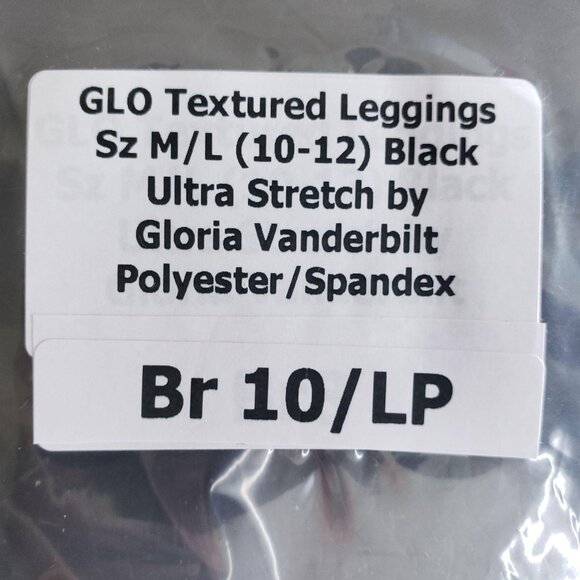 GLO Textured Leggings
Sz M/L (10-12) Black
Ultra Stretch by
Gloria Vanderbilt
Polyester/Spandex
Br 10/LP